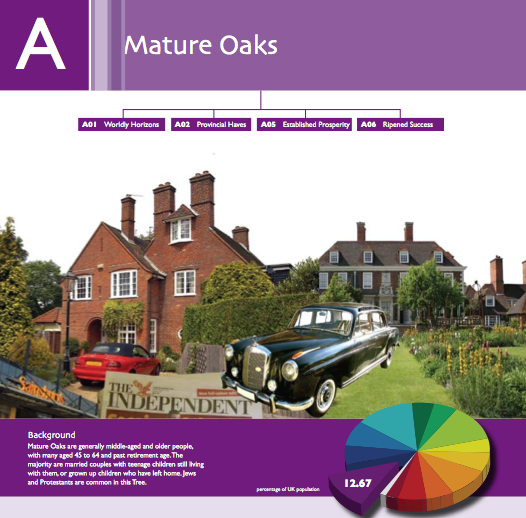 A
Mature Oaks
A01 Worldly Horizons
A02 Provincial Haves
A05 Established Prosperity
A06 Ripened Success
Sainsbury's
THE INDEPENDENT
Background
Mature Oaks are generally middle-aged and older people,
with many aged 45 to 64 and past retirement age. The
majority are married couples with teenage children still living
with them, or grown up children who have left home. Jews
and Protestants are common in this Tree.
percentage of UK population
12.67